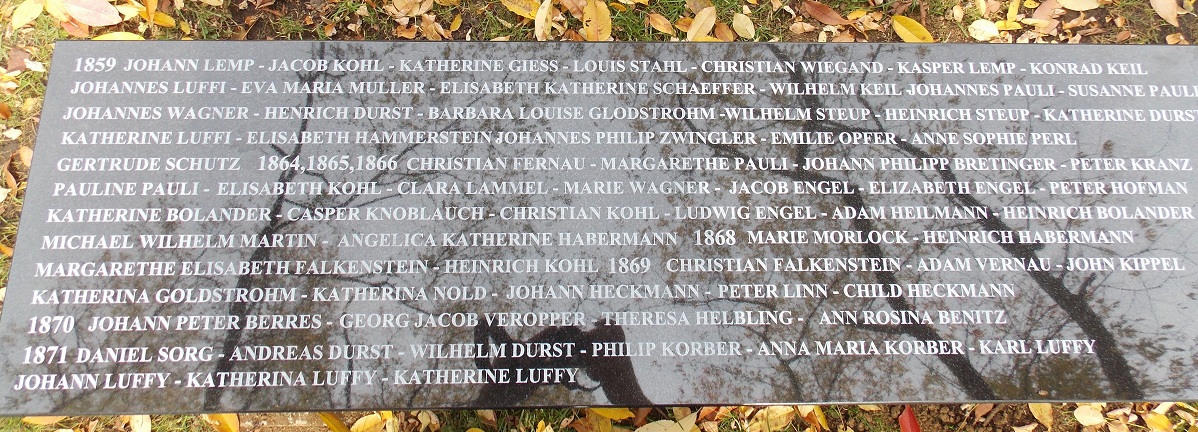 1859 JOHANN LEMP - JACOB KOHL - KATHERINE GIESS - LOUIS STAHL - CHRISTIAN WIEGAND - KASPER LEMP - KONRAD KEIL
JOHANNES LUFFI - EVA MARIA MULLER - ELISABETH KATHERINE SCHAEFFER - WILHELM KEIL JOHANNES PAULI - SUSANNE PAULI
JOHANNES WAGNER - HENRICH DURST - BARBARA LOUISE GLODSTROHM -WILHELM STEUP - HEINRICH STEUP - KATHERINE DURST
KATHERINE LUFFI - ELISABETH HAMMERSTEIN JOHANNES PHILIP ZWINGLER - EMILIE OPFER - ANNE SOPHIE PERL
GERTRUDE SCHUTZ 1864,1865,1866 CHRISTIAN FERNAU - MARGARETHE PAULI - JOHANN PHILIPP BRETINGER - PETER KRANZ
PAULINE PAULI - ELISABETH KOHL - CLARA LAMMEL - MARIE WAGNER - JACOB ENGEL - ELIZABETH ENGEL - PETER HOFMAN
KATHERINE BOLANDER - CASPER KNOBLAUCH - CHRISTIAN KOHL - LUDWIG ENGEL - ADAM HEILMANN - HEINRICH BOLANDER
MICHAEL WILHELM MARTIN - ANGELICA KATHERINE HABERMANN 1868 MARIE MORLOCK - HEINRICH HABERMANN
MARGARETHE ELISABETH FALKENSTEIN - HEINRICH KOHL 1869 CHRISTIAN FALKENSTEIN - ADAM VERNAU - JOHN KIPPEL
KATHERINA GOLDSTROHM - KATHERINA NOLD - JOHANN HECKMANN - PETER LINN - CHILD HECKMANN
1870 JOHANN PETER BERRES - GEORG JACOB VEROPPER - THERESA HELBLING - ANN ROSINA BENITZ
1871 DANIEL SORG - ANDREAS DURST - WILHELM DURST - PHILIP KORBER - ANNA MARIA KORBER - KARL LUFFY
JOHANN LUFFY - KATHERINA LUFFY - KATHERINE LUFFY